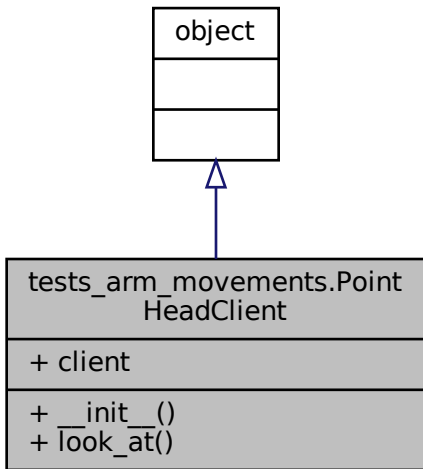 object
tests_arm_movements.Point
HeadClient
+ client
+ __init__()
+ look_at()